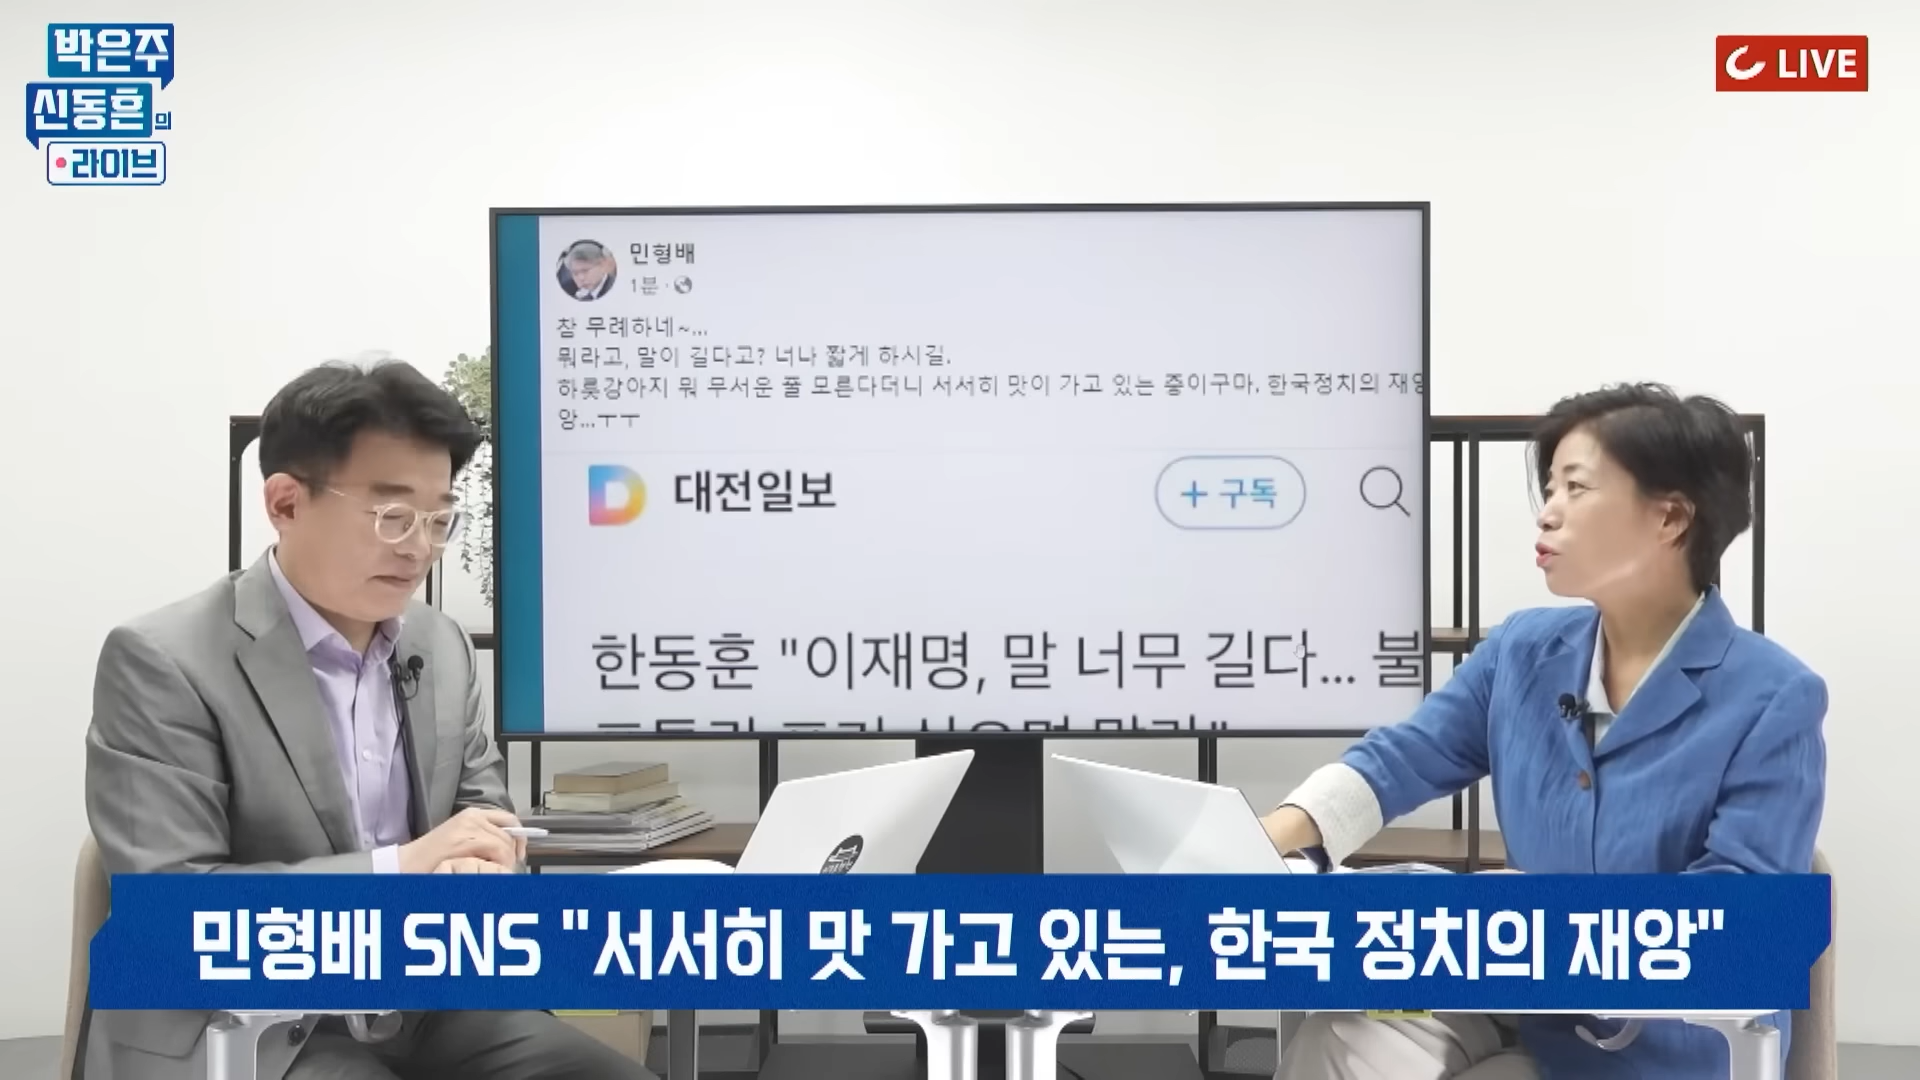 박은주
신동훈의
라이브
LIVE
민형배
1분
참 무례하네~...
뭐라고, 말이 길다고? 너나 짧게 하시길.
하룻강아지 뭐 무서운 풀 모른다더니 서서히 맛이 가고 있는 중이구마. 한국정치의 재앙
앙...ㅜㅜ
대전일보
+ 구독
한동훈 "이재명, 말 너무 길다... 불
민형배 SNS "서서히 맛 가고 있는, 한국 정치의 재앙"